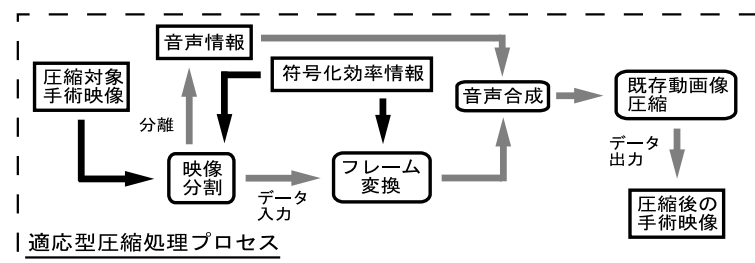 音声情報
圧縮対象
手術映像
符号化効率情報
分離
音声合成
既存動画像
圧縮
映像
分割
データ
入力
フレーム
変換
データ
出力
圧縮後の
手術映像
適応型圧縮処理プロセス